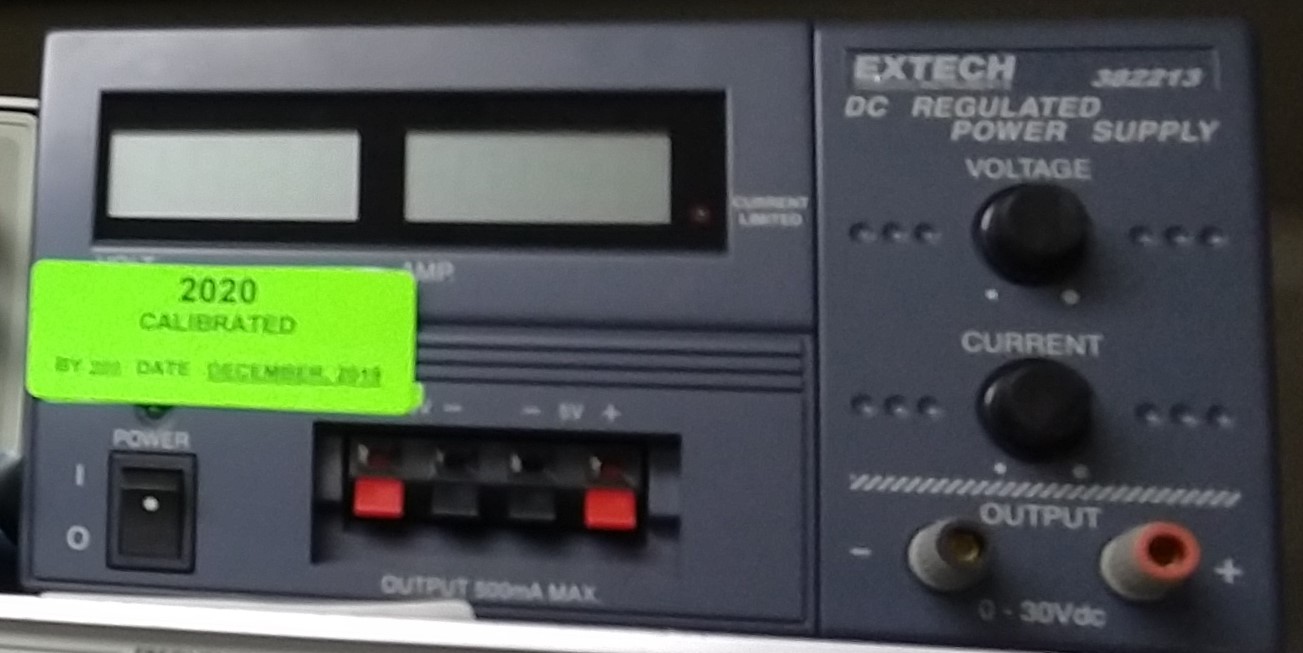 EXTECH 382213
DC REGULATED
POWER SUPPLY
VOLTAGE
CURRENT
LIMITED
VOLT
AMP.
2020
CALIBRATED
BY DATE DECEMBER, 2019
CURRENT
V - - 5V +
POWER
I
O
OUTPUT
- +
OUTPUT 500mA MAX.
0 - 30Vdc